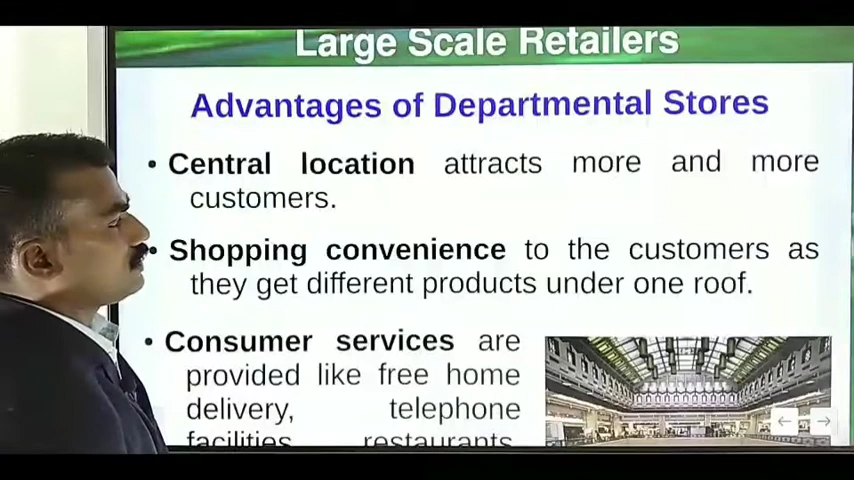 Large Scale Retailers
Advantages of Departmental Stores
• Central location attracts more and more
customers.
• Shopping convenience to the customers as
they get different products under one roof.
• Consumer services are
provided like free home
delivery, telephone
facilities restaurants